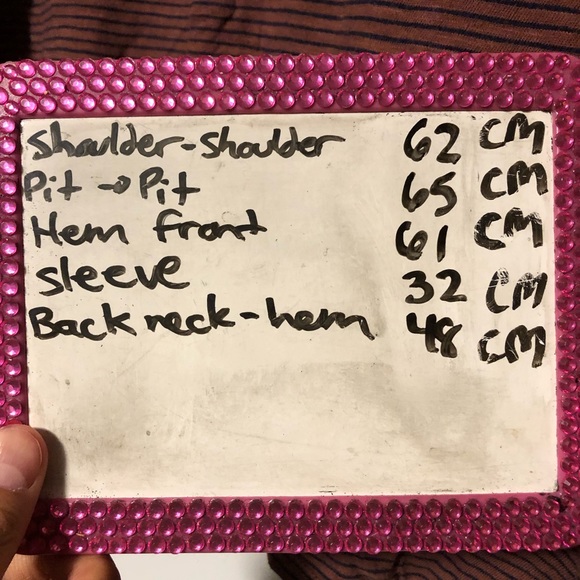 Shoulder-shoulder 62 CM
Pit → Pit 65 CM
Hem front 61 CM
sleeve 32 CM
Back neck-hem 48 CM